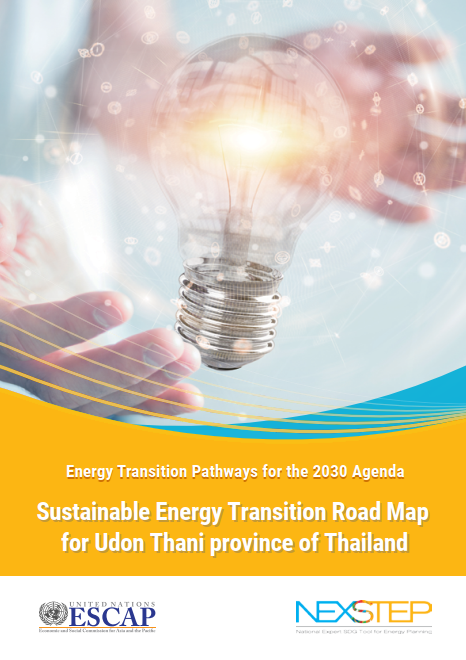 Energy Transition Pathways for the 2030 Agenda
Sustainable Energy Transition Road Map
for Udon Thani province of Thailand
UNITED NATIONS
ESCAP
Economic and Social Commission for Asia and the Pacific
NEXSTEP
National Expert SDG Tool for Energy Planning